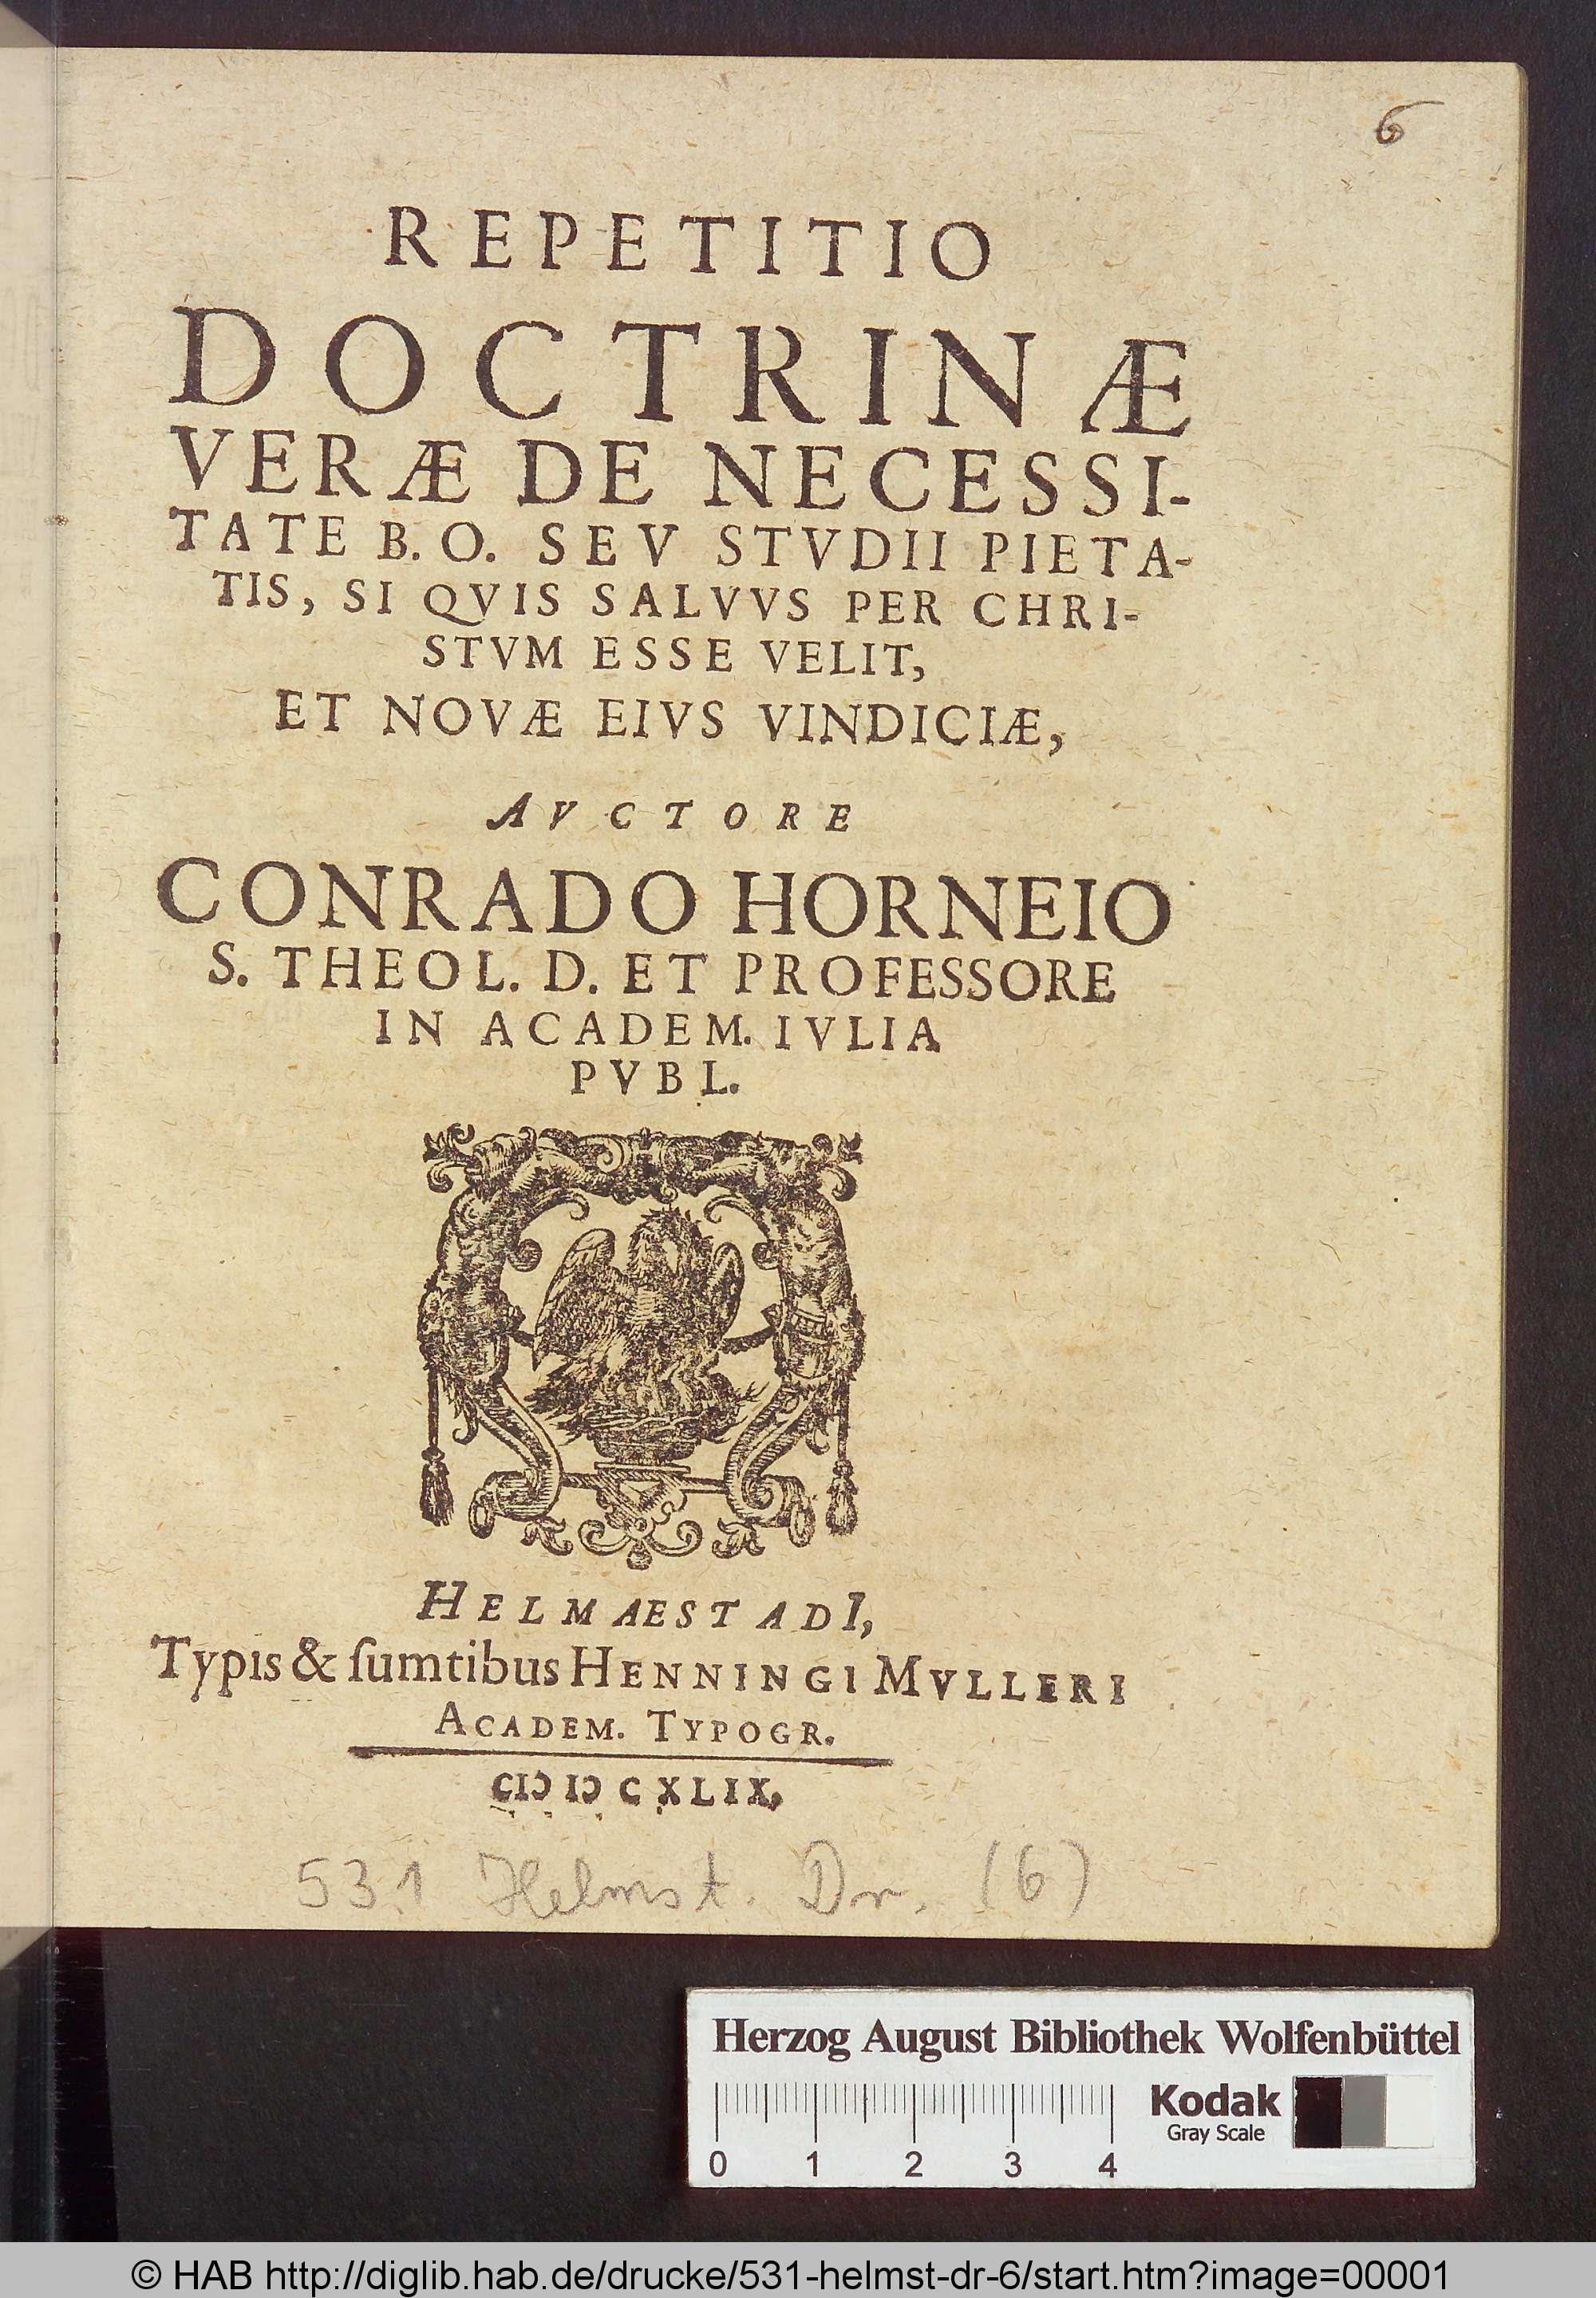 6
REPETITIO
DOCTRINÆ
VERÆ DE NECESSI-
TATE B. O. SEV STVDII PIETA-
TIS, SI QVIS SALVVS PER CHRI-
STVM ESSE VELIT,
ET NOVÆ EIVS VINDICIÆ,
AVCTORE
CONRADO HORNEIO
S. THEOL. D. ET PROFESSORE
IN ACADEM. IVLIA
PVBL.
HELMAESTADI,
Typis & ſumtibus HENNINGI MVLLERI
ACADEM. TYPOGR.
CIƆ IƆ C XLIX,
531 Helmst. Dr. (6)
Herzog August Bibliothek Wolfenbüttel
Kodak
Gray Scale
0 1 2 3 4
© HAB http://diglib.hab.de/drucke/531-helmst-dr-6/start.htm?image=00001